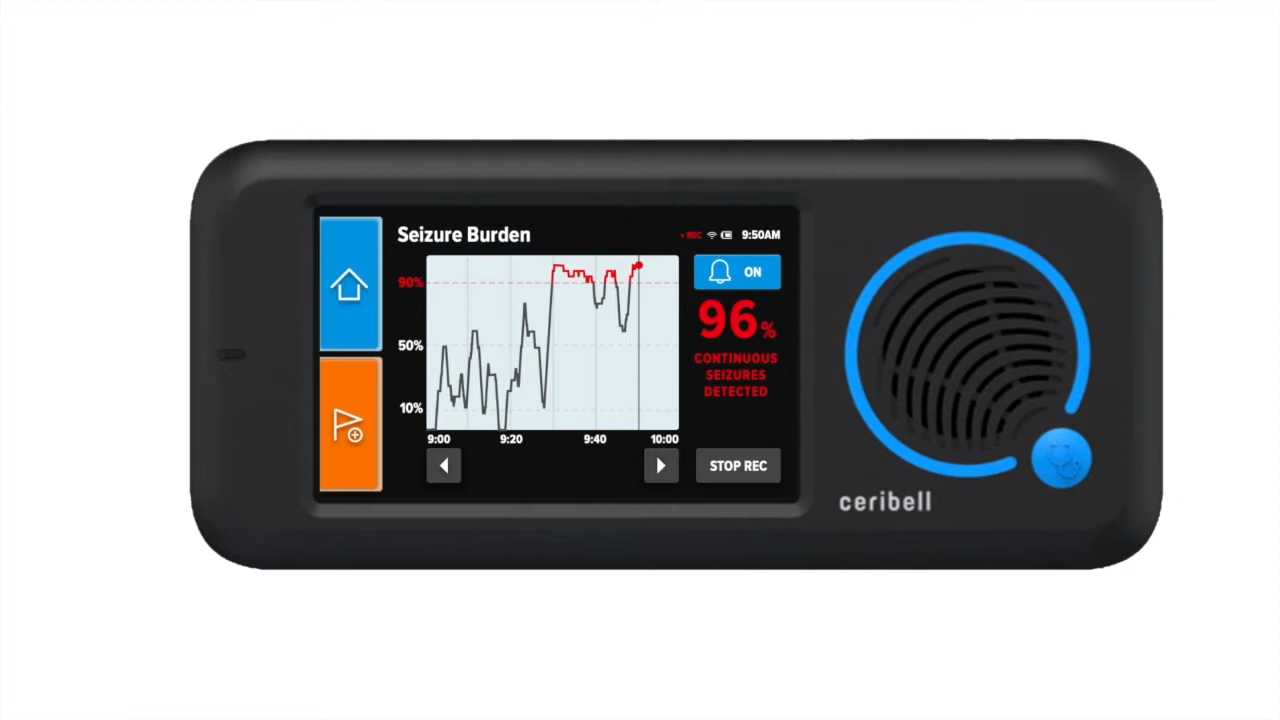 Seizure Burden
REC
9:50AM
ON
90%
50%
10%
96%
CONTINUOUS
SEIZURES
DETECTED
9:00
9:20
9:40
10:00
STOP REC
ceribell